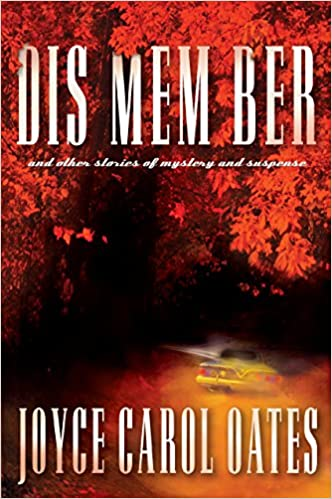 DIS MEM BER
and other stories of mystery and suspense
JOYCE CAROL OATES